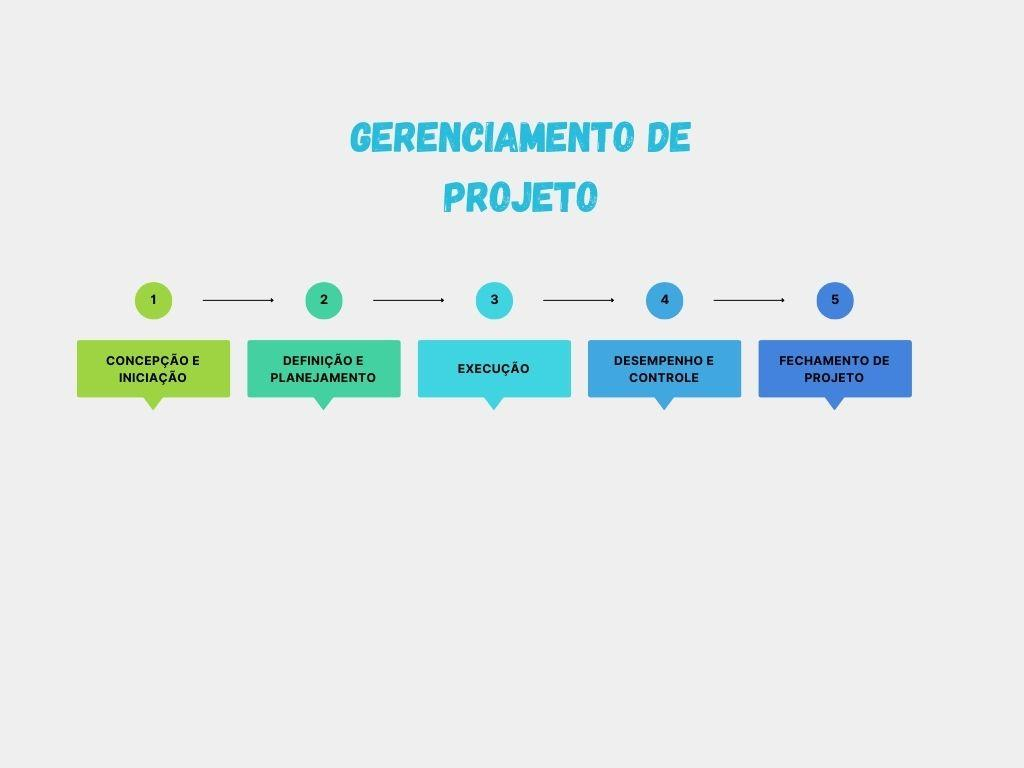 GERENCIAMENTO DE
PROJETO
1
2
3
4
5
CONCEPÇÃO E
INICIAÇÃO
DEFINIÇÃO E
PLANEJAMENTO
EXECUÇÃO
DESEMPENHO E
CONTROLE
FECHAMENTO DE
PROJETO